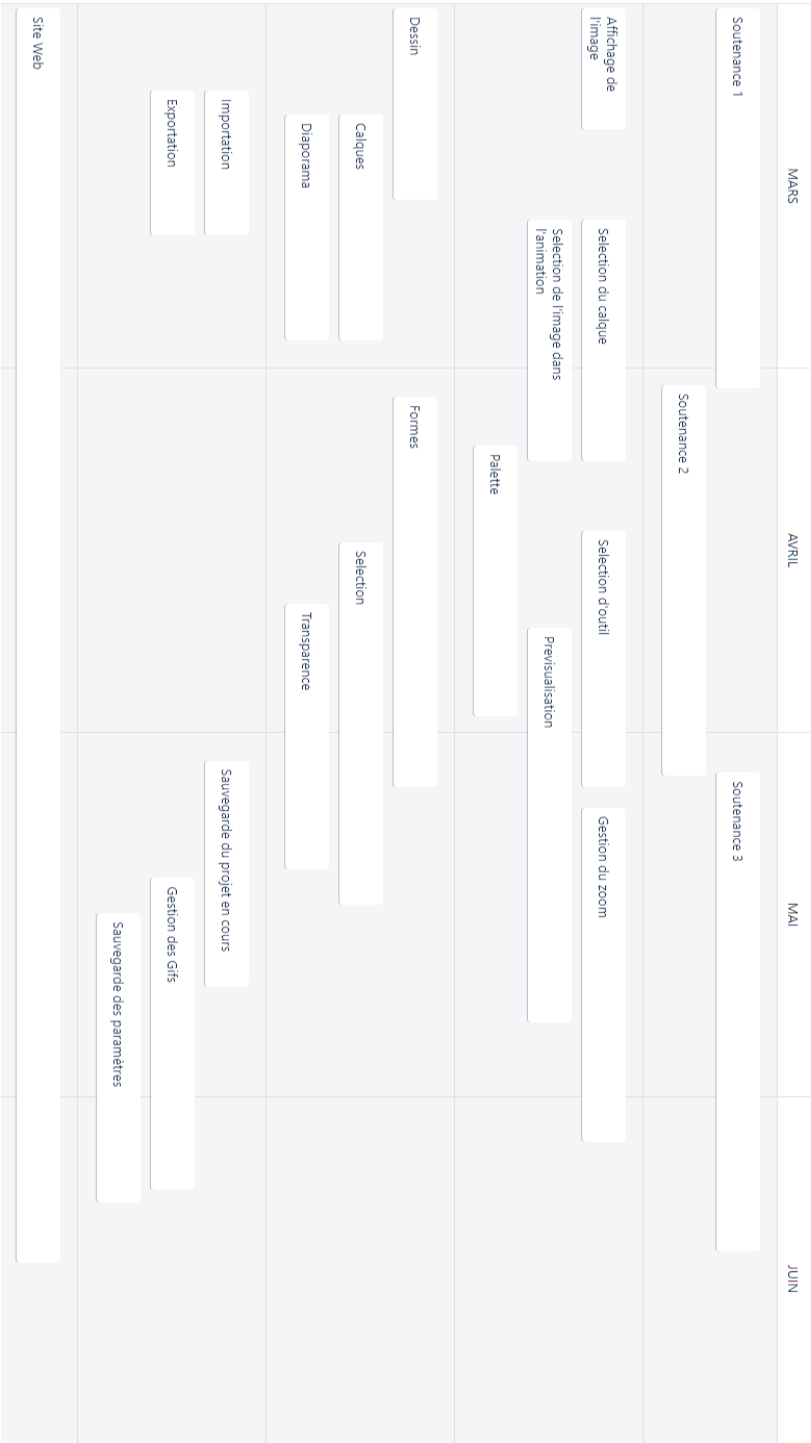 MARS
AVRIL
MAI
JUIN
Soutenance 1
Soutenance 3
Soutenance 2
Affichage de
l'image
Selection du calque
Selection d'outil
Gestion du zoom
Selection de l'image dans
l'animation
Previsualisation
Palette
Dessin
Formes
Calques
Selection
Diaporama
Transparence
Importation
Sauvegarde du projet en cours
Exportation
Gestion des Gifs
Sauvegarde des paramètres
Site Web